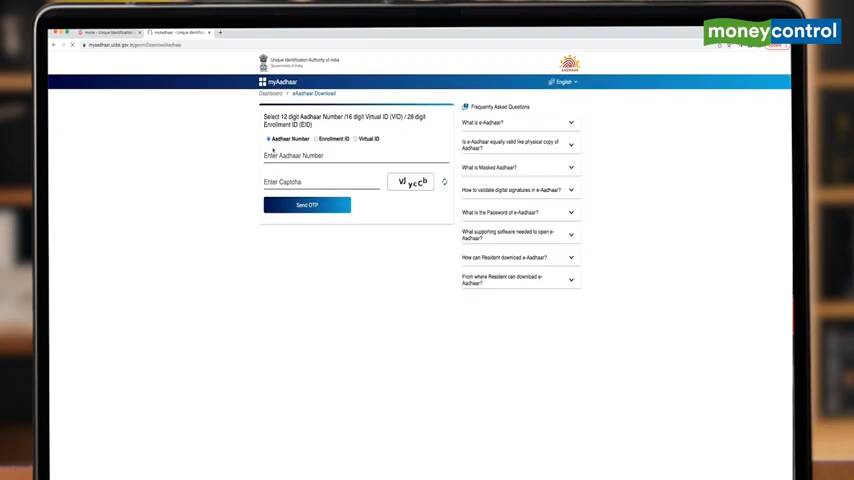 moneycontrol
Home - Unique Identification
myAadhaar - Unique Identific
myaadhaar.uidai.gov.in/genricDownloadAadhaar
Unique Identification Authority of India
Government of India
AADHAAR
myAadhaar
English
Dashboard
eAadhaar Download
Select 12 digit Aadhaar Number /16 digit Virtual ID (VID) / 28 digit
Enrollment ID (EID)
Aadhaar Number
Enrollment ID
Virtual ID
Enter Aadhaar Number
Enter Captcha
Send OTP
Frequently Asked Questions
What is e-Aadhaar?
Is e-Aadhaar equally valid like physical copy of
Aadhaar?
What is Masked Aadhaar?
How to validate digital signatures in e-Aadhaar?
What is the Password of e-Aadhaar?
What supporting software needed to open e-
Aadhaar?
How can Resident download e-Aadhaar?
From where Resident can download e-
Aadhaar?